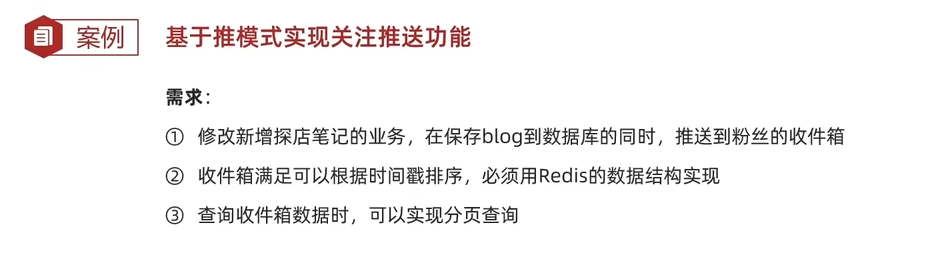 案例 基于推模式实现关注推送功能
需求：
① 修改新增探店笔记的业务，在保存blog到数据库的同时，推送到粉丝的收件箱
② 收件箱满足可以根据时间戳排序，必须用Redis的数据结构实现
③ 查询收件箱数据时，可以实现分页查询